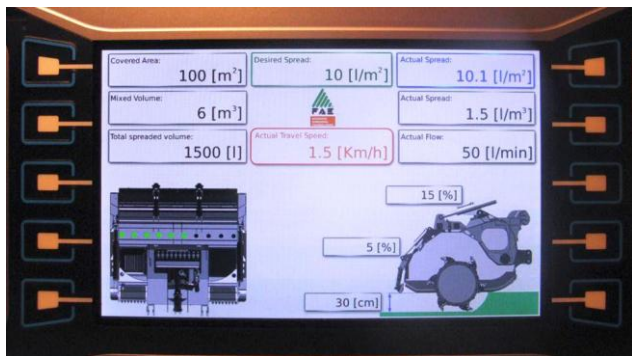 Covered Area:
100 [m²]
Desired Spread:
10 [l/m²]
Actual Spread:
10.1 [l/m²]
Mixed Volume:
6 [m³]
FAE
Actual Spread:
1.5 [l/m³]
Total spreaded volume:
1500 [l]
Actual Travel Speed:
1.5 [Km/h]
Actual Flow:
50 [l/min]
15 [%]
5 [%]
30 [cm]